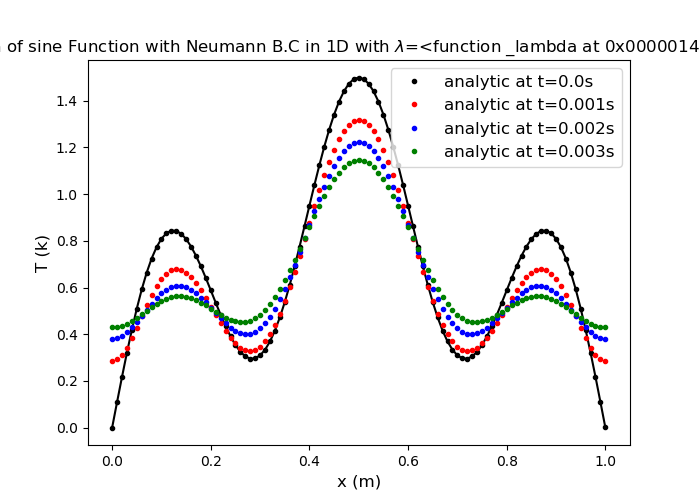 of sine Function with Neumann B.C in 1D with λ=<function _lambda at 0x0000014
analytic at t=0.0s
analytic at t=0.001s
analytic at t=0.002s
analytic at t=0.003s
T (k)
1.4
1.2
1.0
0.8
0.6
0.4
0.2
0.0
0.0 0.2 0.4 0.6 0.8 1.0
x (m)